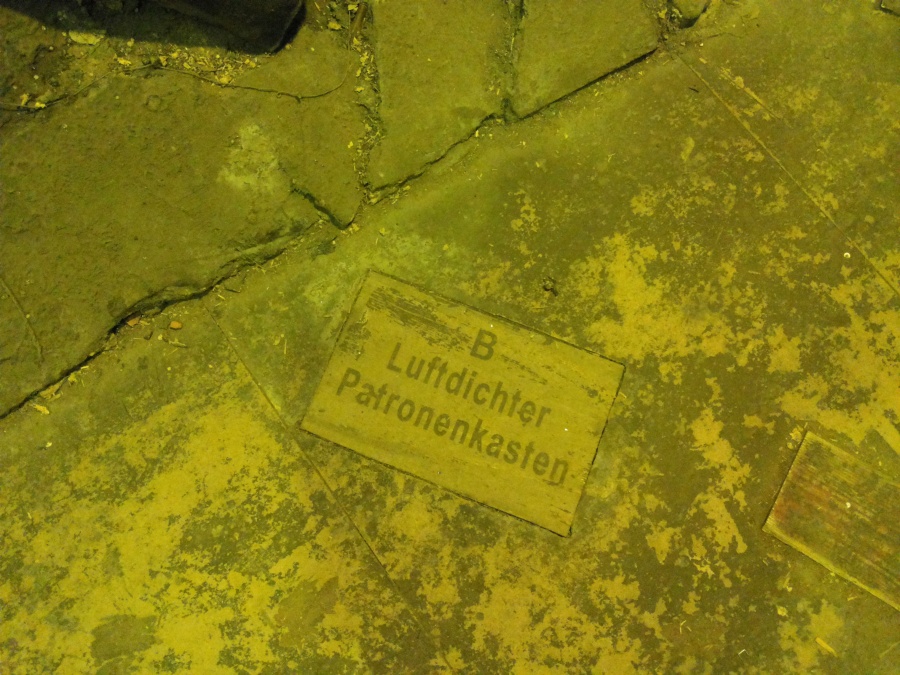 B
Luftdichter
Patronenkasten